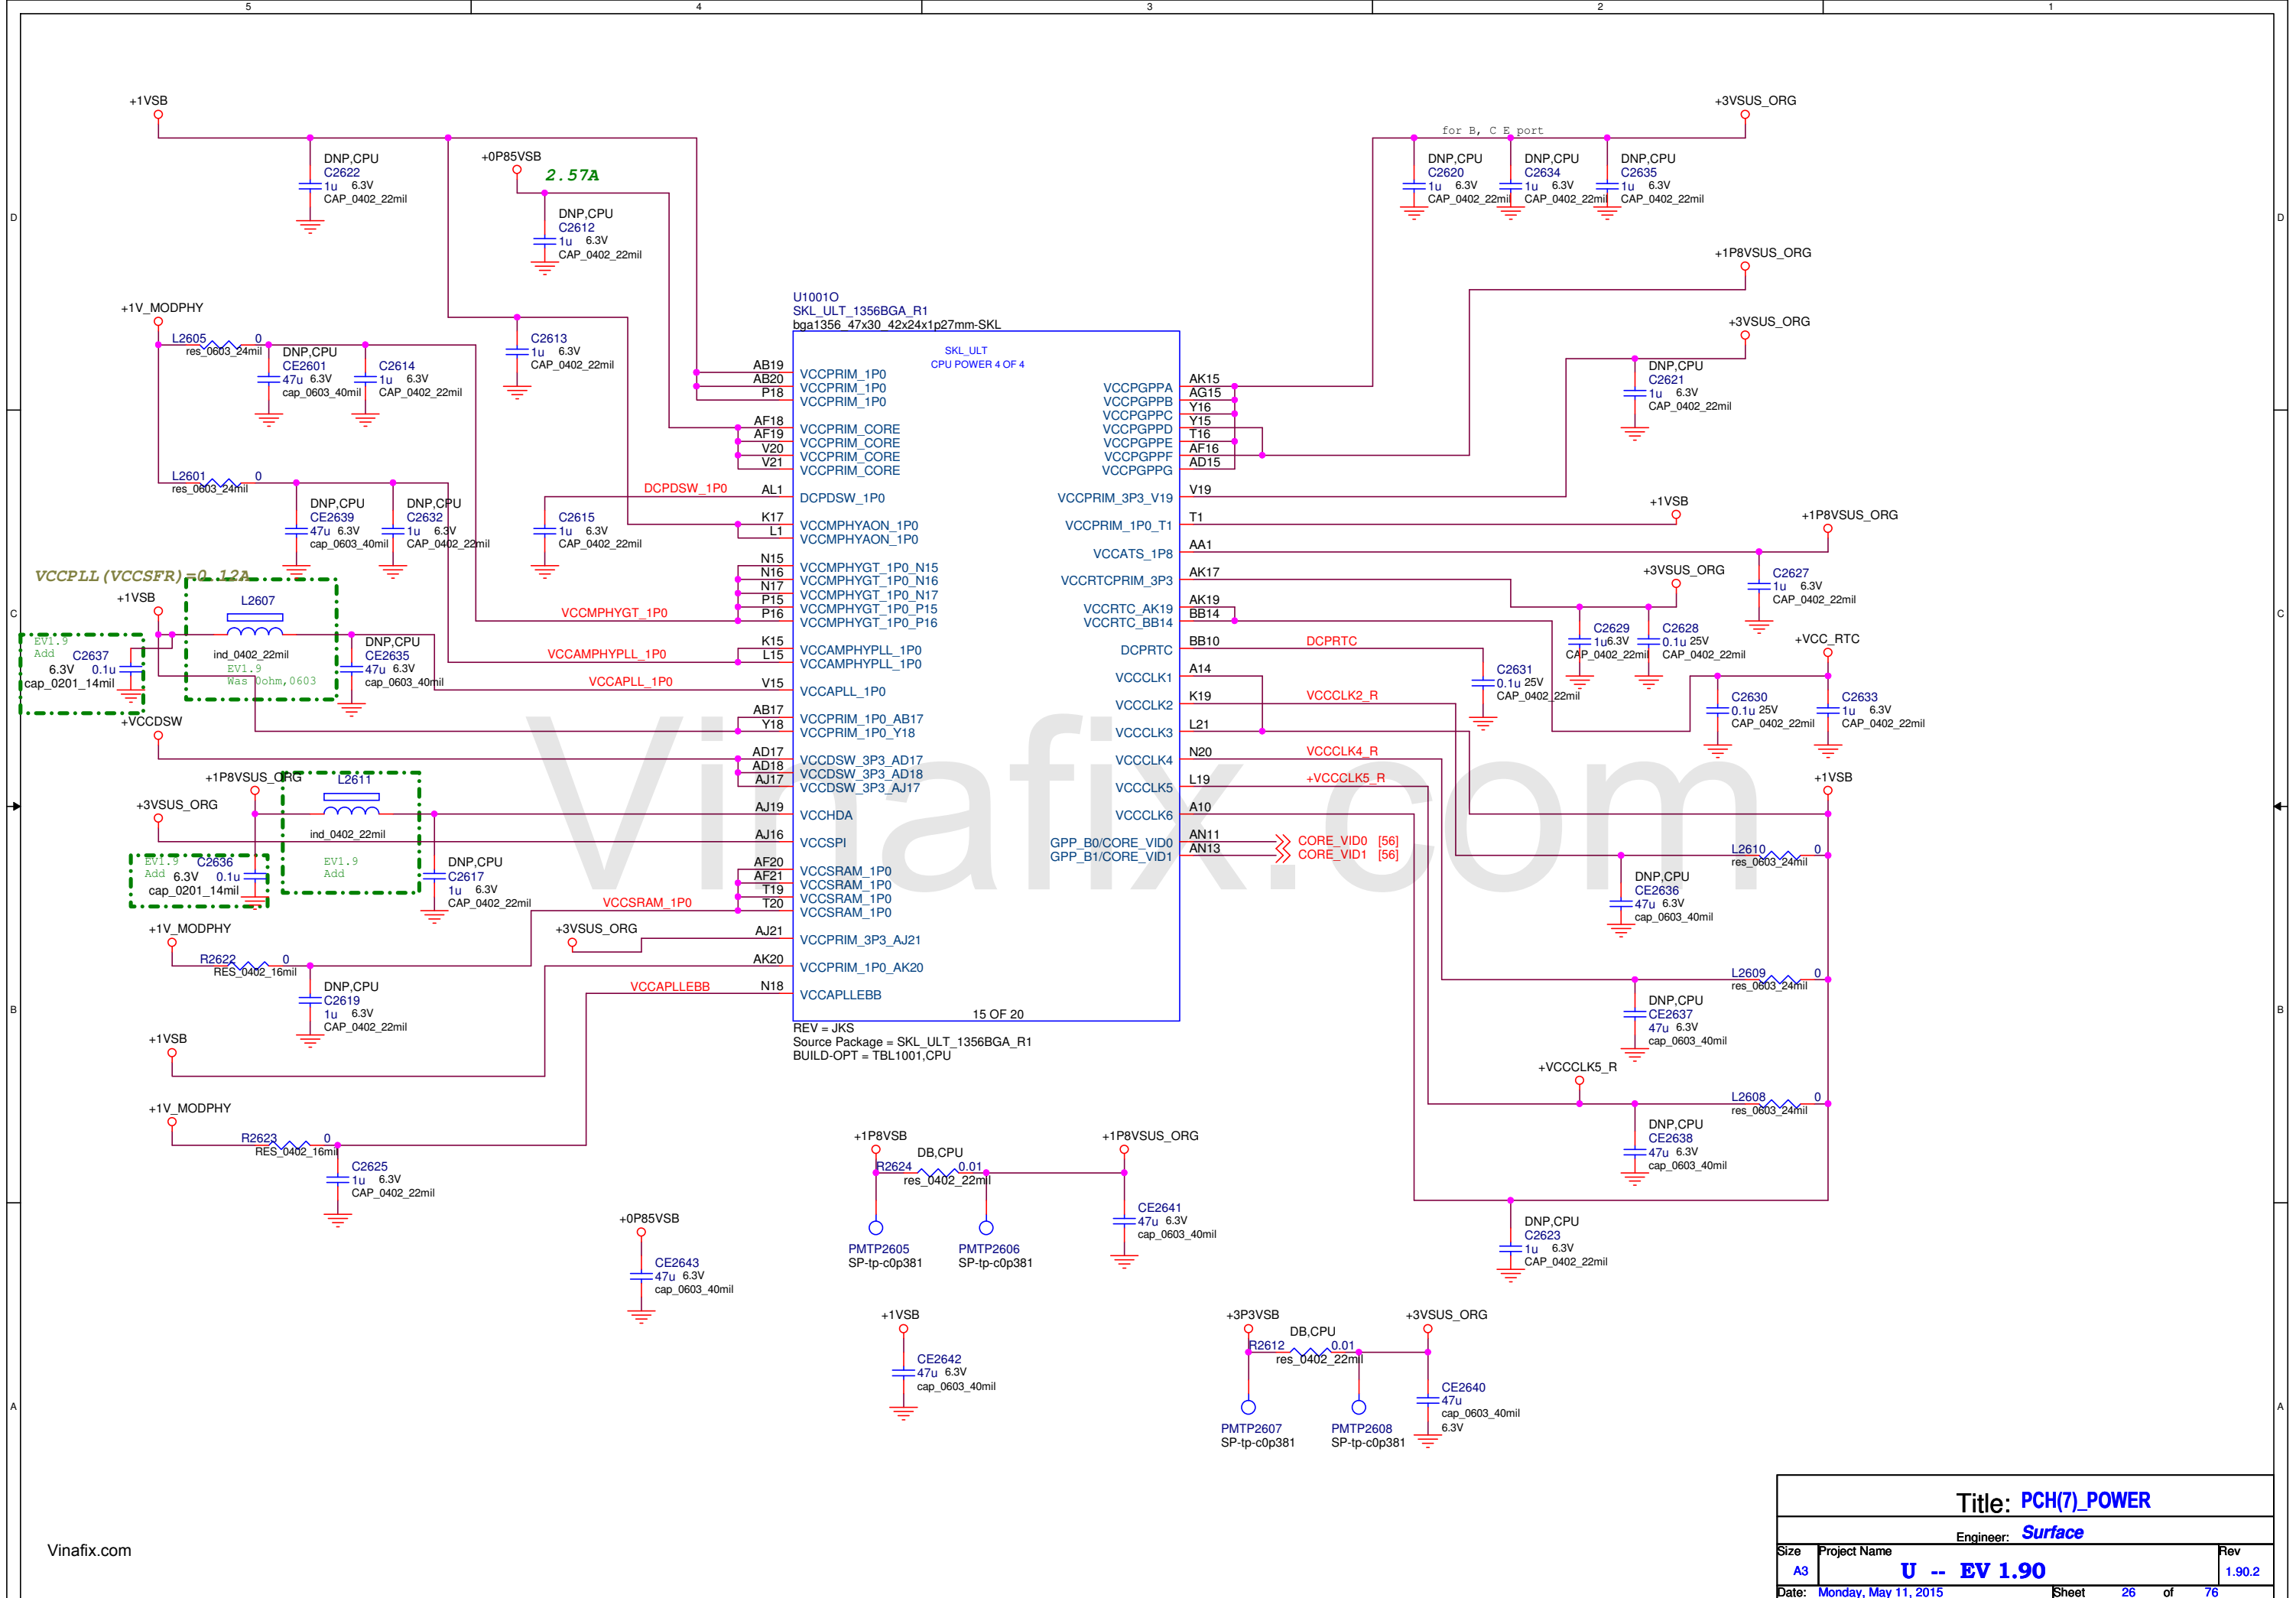 5
4
3
2
1
D
C
B
A
D
C
B
A
+1VSB
DNP,CPU
C2622
1u 6.3V
CAP_0402_22mil
+0P85VSB
2.57A
DNP,CPU
C2612
1u 6.3V
CAP_0402_22mil
+1V_MODPHY
L2605 0
res_0603_24mil
DNP,CPU
CE2601
47u 6.3V
cap_0603_40mil
C2614
1u 6.3V
CAP_0402_22mil
C2613
1u 6.3V
CAP_0402_22mil
L2601 0
res_0603_24mil
DNP,CPU
CE2639
47u 6.3V
cap_0603_40mil
DNP,CPU
C2632
1u 6.3V
CAP_0402_22mil
C2615
1u 6.3V
CAP_0402_22mil
VCCPLL(VCCSFR)=0.12A
+1VSB
L2607
ind_0402_22mil
EV1.9
Was 0ohm,0603
EV1.9
Add
C2637
6.3V 0.1u
cap_0201_14mil
DNP,CPU
CE2635
47u 6.3V
cap_0603_40mil
+VCCDSW
+1P8VSUS_ORG
L2611
ind_0402_22mil
EV1.9
Add
+3VSUS_ORG
EV1.9
Add
C2636
6.3V 0.1u
cap_0201_14mil
DNP,CPU
C2617
1u 6.3V
CAP_0402_22mil
+1V_MODPHY
R2622 0
RES_0402_16mil
DNP,CPU
C2619
1u 6.3V
CAP_0402_22mil
+3VSUS_ORG
+1VSB
+1V_MODPHY
R2623 0
RES_0402_16mil
C2625
1u 6.3V
CAP_0402_22mil
DCPDSW_1P0
VCCMPHYGT_1P0
VCCAMPHYPLL_1P0
VCCAPLL_1P0
VCCSRAM_1P0
VCCAPLLEBB
U1001O
SKL_ULT_1356BGA_R1
bga1356_47x30_42x24x1p27mm-SKL
SKL_ULT
CPU POWER 4 OF 4
AB19 VCCPRIM_1P0
AB20 VCCPRIM_1P0
P18 VCCPRIM_1P0
AF18 VCCPRIM_CORE
AF19 VCCPRIM_CORE
V20 VCCPRIM_CORE
V21 VCCPRIM_CORE
AL1 DCPDSW_1P0
K17 VCCMPHYAON_1P0
L1 VCCMPHYAON_1P0
N15 VCCMPHYGT_1P0_N15
N16 VCCMPHYGT_1P0_N16
N17 VCCMPHYGT_1P0_N17
P15 VCCMPHYGT_1P0_P15
P16 VCCMPHYGT_1P0_P16
K15 VCCAMPHYPLL_1P0
L15 VCCAMPHYPLL_1P0
V15 VCCAPLL_1P0
AB17 VCCPRIM_1P0_AB17
Y18 VCCPRIM_1P0_Y18
AD17 VCCDSW_3P3_AD17
AD18 VCCDSW_3P3_AD18
AJ17 VCCDSW_3P3_AJ17
AJ19 VCCHDA
AJ16 VCCSPI
AF20 VCCSRAM_1P0
AF21 VCCSRAM_1P0
T19 VCCSRAM_1P0
T20 VCCSRAM_1P0
AJ21 VCCPRIM_3P3_AJ21
AK20 VCCPRIM_1P0_AK20
N18 VCCAPLLEBB
VCCPGPPA AK15
VCCPGPPB AG15
VCCPGPPC Y16
VCCPGPPD Y15
VCCPGPPE T16
VCCPGPPF AF16
VCCPGPPG AD15
VCCPRIM_3P3_V19 V19
VCCPRIM_1P0_T1 T1
VCCATS_1P8 AA1
VCCRTCPRIM_3P3 AK17
VCCRTC_AK19 AK19
VCCRTC_BB14 BB14
DCPRTC BB10
VCCCLK1 A14
VCCCLK2 K19
VCCCLK3 L21
VCCCLK4 N20
VCCCLK5 L19
VCCCLK6 A10
GPP_B0/CORE_VID0 AN11
GPP_B1/CORE_VID1 AN13
15 OF 20
REV = JKS
Source Package = SKL_ULT_1356BGA_R1
BUILD-OPT = TBL1001,CPU
+3VSUS_ORG
for B, C E port
DNP,CPU
C2620
1u 6.3V
CAP_0402_22mil
DNP,CPU
C2634
1u 6.3V
CAP_0402_22mil
DNP,CPU
C2635
1u 6.3V
CAP_0402_22mil
+1P8VSUS_ORG
+3VSUS_ORG
DNP,CPU
C2621
1u 6.3V
CAP_0402_22mil
+1VSB
+1P8VSUS_ORG
C2627
1u 6.3V
CAP_0402_22mil
+3VSUS_ORG
C2629
1u6.3V
CAP_0402_22mil
C2628
0.1u 25V
CAP_0402_22mil
+VCC_RTC
DCPRTC
C2631
0.1u 25V
CAP_0402_22mil
C2630
0.1u 25V
CAP_0402_22mil
C2633
1u 6.3V
CAP_0402_22mil
VCCCLK2_R
VCCCLK4_R
+VCCCLK5_R
+1VSB
CORE_VID0 [56]
CORE_VID1 [56]
L2610 0
res_0603_24mil
DNP,CPU
CE2636
47u 6.3V
cap_0603_40mil
L2609 0
res_0603_24mil
DNP,CPU
CE2637
47u 6.3V
cap_0603_40mil
+VCCCLK5_R
L2608 0
res_0603_24mil
DNP,CPU
CE2638
47u 6.3V
cap_0603_40mil
DNP,CPU
C2623
1u 6.3V
CAP_0402_22mil
+1P8VSB
DB,CPU
R2624 0.01
res_0402_22mil
+1P8VSUS_ORG
PMTP2605
SP-tp-c0p381
PMTP2606
SP-tp-c0p381
CE2641
47u 6.3V
cap_0603_40mil
+0P85VSB
CE2643
47u 6.3V
cap_0603_40mil
+1VSB
CE2642
47u 6.3V
cap_0603_40mil
+3P3VSB
DB,CPU
R2612 0.01
res_0402_22mil
+3VSUS_ORG
PMTP2607
SP-tp-c0p381
PMTP2608
SP-tp-c0p381
CE2640
47u
cap_0603_40mil
6.3V
Vinafix.com
Vinafix.com
Title: PCH(7)_POWER
Engineer: Surface
Size Project Name Rev
A3 U -- EV 1.90 1.90.2
Date: Monday, May 11, 2015 Sheet 26 of 76